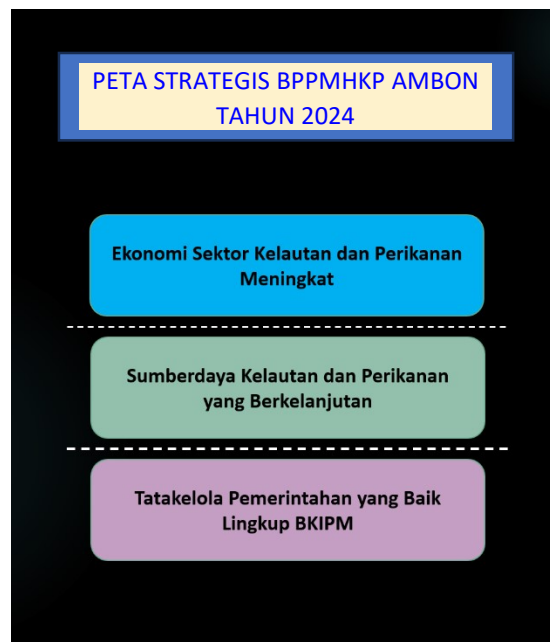 PETA STRATEGIS BPPMHKP AMBON
TAHUN 2024
Ekonomi Sektor Kelautan dan Perikanan
Meningkat
Sumberdaya Kelautan dan Perikanan
yang Berkelanjutan
Tatakelola Pemerintahan yang Baik
Lingkup BKIPM